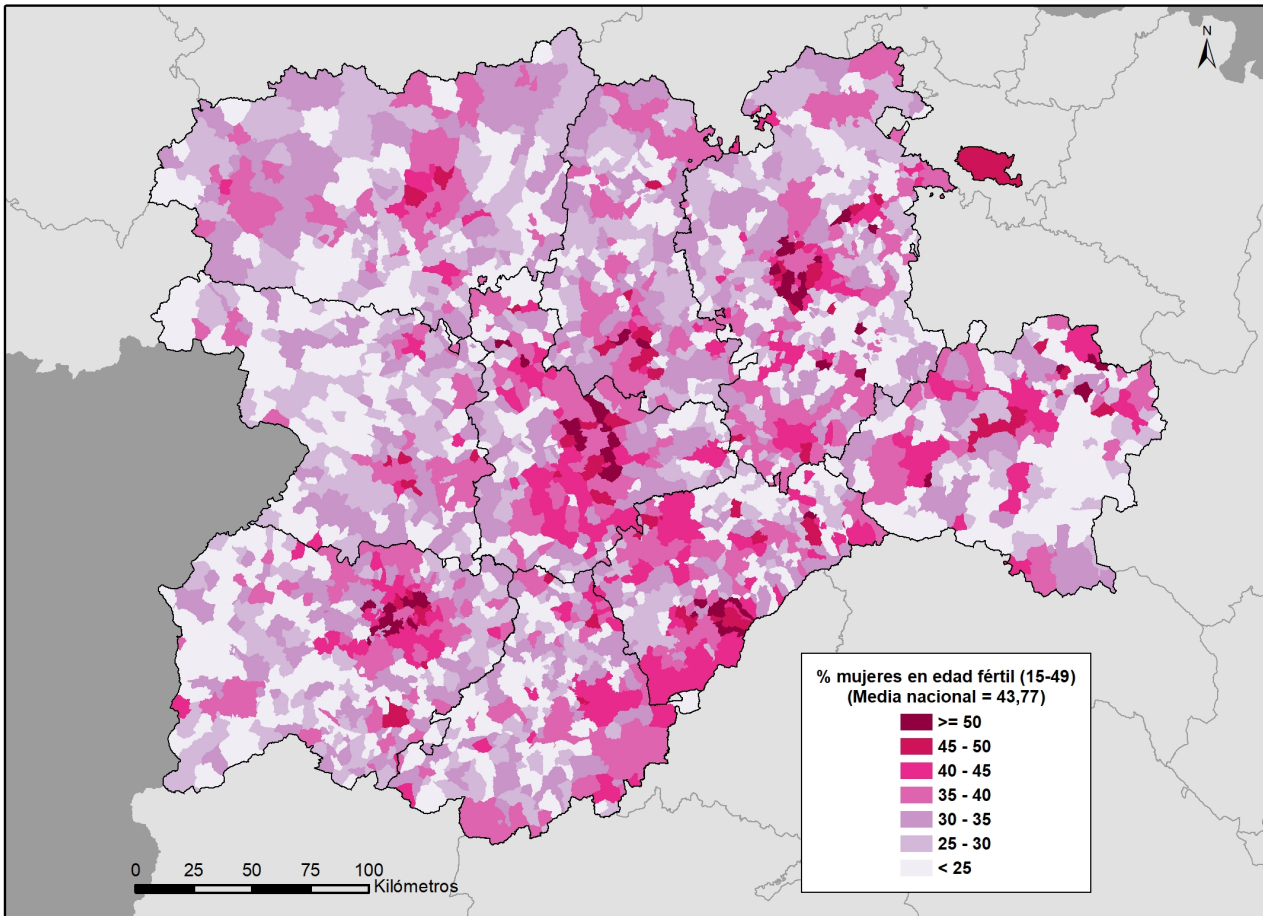 N
% mujeres en edad fértil (15-49)
(Media nacional = 43,77)
>= 50
45 - 50
40 - 45
35 - 40
30 - 35
25 - 30
< 25
0 25 50 75 100
Kilómetros